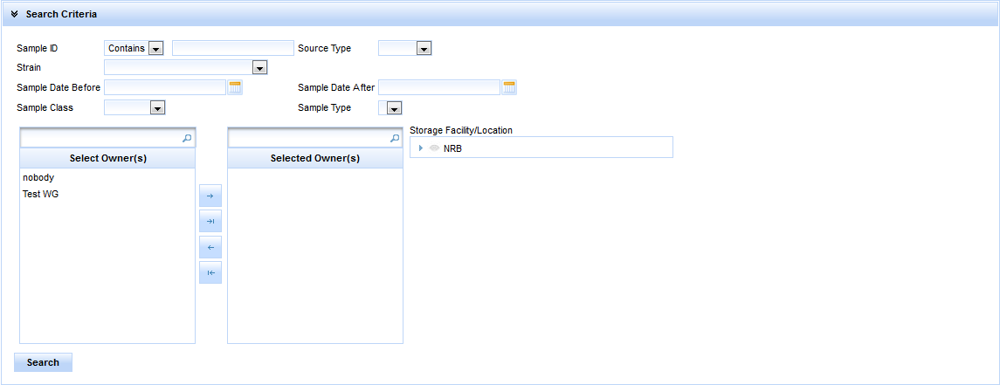 Search Criteria
Sample ID Contains Source Type
Strain
Sample Date Before Sample Date After
Sample Class Sample Type
Storage Facility/Location
NRB
Select Owner(s) Selected Owner(s)
nobody
Test WG
Search